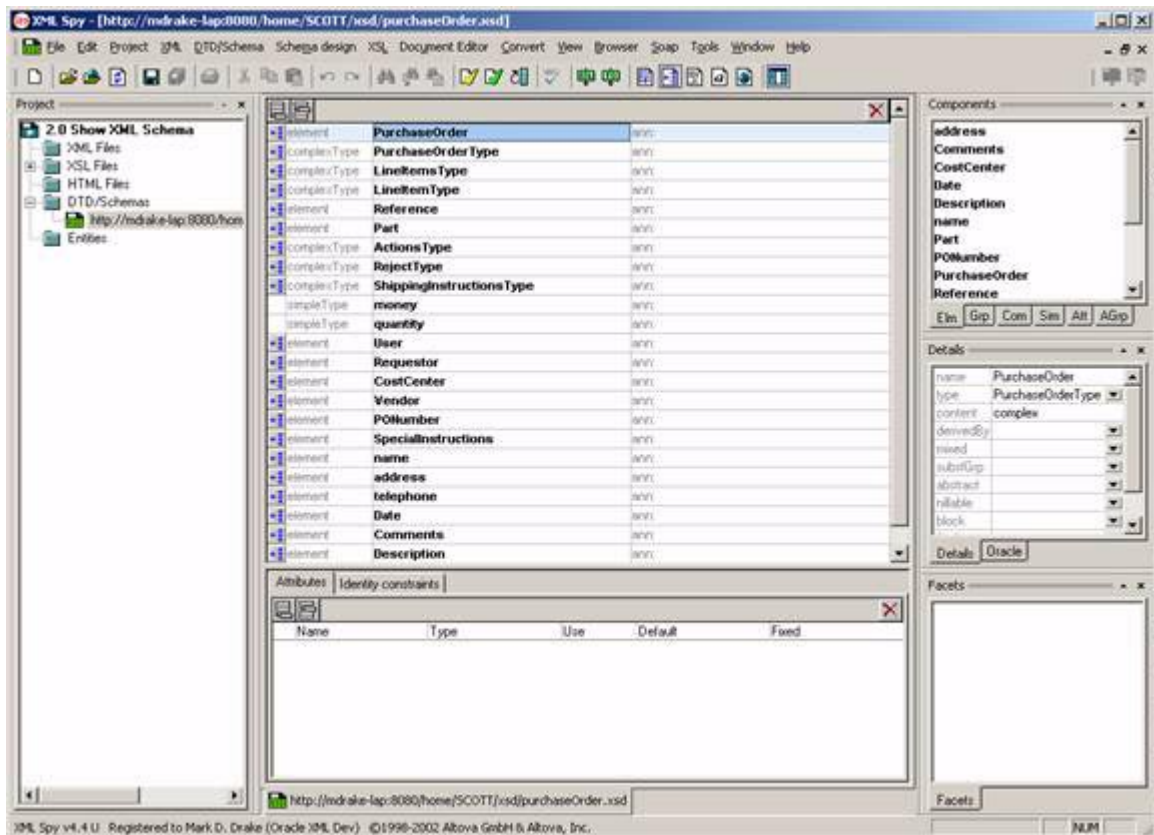 XML Spy - [http://mdrake-lap:8080/home/SCOTT/xsd/purchaseOrder.xsd]
File Edit Project XML DTD/Schema Schema design XSL Document Editor Convert View Browser Soap Tools Window Help
Project
2.0 Show XML Schema
XML Files
XSL Files
HTML Files
DTD/Schemas
http://mdrake-lap:8080/hom
Entities
element PurchaseOrder ann:
complexType PurchaseOrderType ann:
complexType LineItemsType ann:
complexType LineItemType ann:
element Reference ann:
element Part ann:
complexType ActionsType ann:
complexType RejectType ann:
complexType ShippingInstructionsType ann:
simpleType money ann:
simpleType quantity ann:
element User ann:
element Requestor ann:
element CostCenter ann:
element Vendor ann:
element PONumber ann:
element SpecialInstructions ann:
element name ann:
element address ann:
element telephone ann:
element Date ann:
element Comments ann:
element Description ann:
Attributes Identity constraints
Name Type Use Default Fixed
http://mdrake-lap:8080/home/SCOTT/xsd/purchaseOrder.xsd
Components
address
Comments
CostCenter
Date
Description
name
Part
PONumber
PurchaseOrder
Reference
Elm Grp Com Sim Att AGrp
Details
name PurchaseOrder
type PurchaseOrderType
content complex
derivedBy
mixed
substGrp
abstract
nillable
block
Details Oracle
Facets
Facets
XML Spy v4.4 U Registered to Mark D. Drake (Oracle XML Dev) ©1998-2002 Altova GmbH & Altova, Inc. NUM